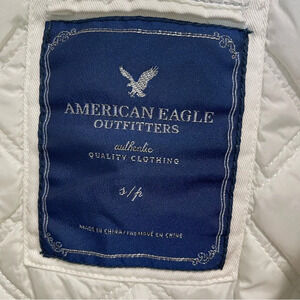 AMERICAN EAGLE
OUTFITTERS
authentic
QUALITY CLOTHING
s/p
MADE IN CHINA/FABRIQUÉ EN CHINE